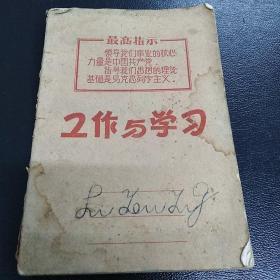 最高指示
领导我们事业的核心
力量是中国共产党。
指导我们思想的理论
基础是马克思列宁主义。
工作与学习